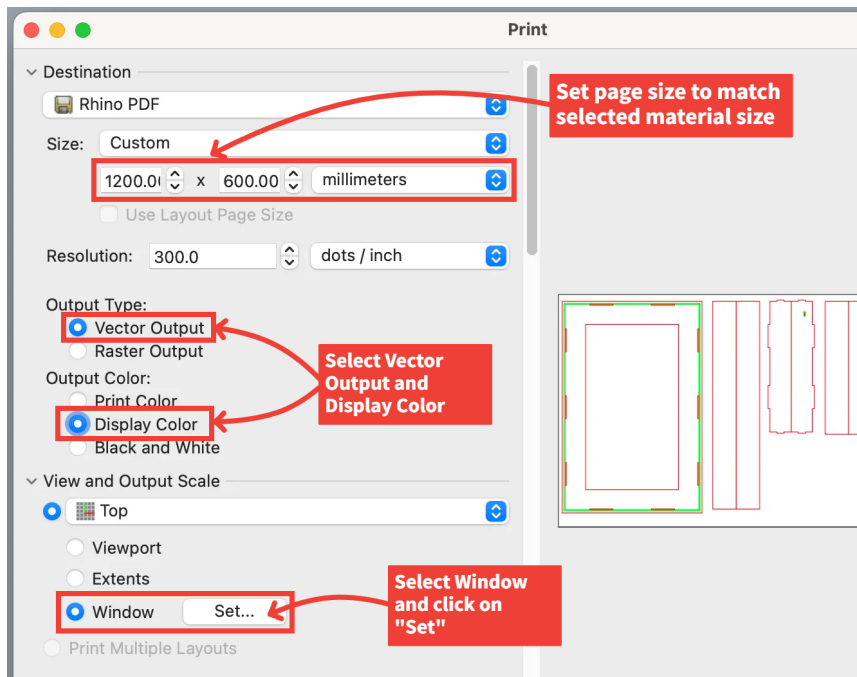 Print
Destination
Rhino PDF
Set page size to match
selected material size
Size: Custom
1200.0 x 600.00 millimeters
Use Layout Page Size
Resolution: 300.0 dots / inch
Output Type:
Vector Output
Raster Output
Select Vector
Output and
Display Color
Output Color:
Print Color
Display Color
Black and White
View and Output Scale
Top
Viewport
Extents
Select Window
and click on
"Set"
Window Set...
Print Multiple Layouts